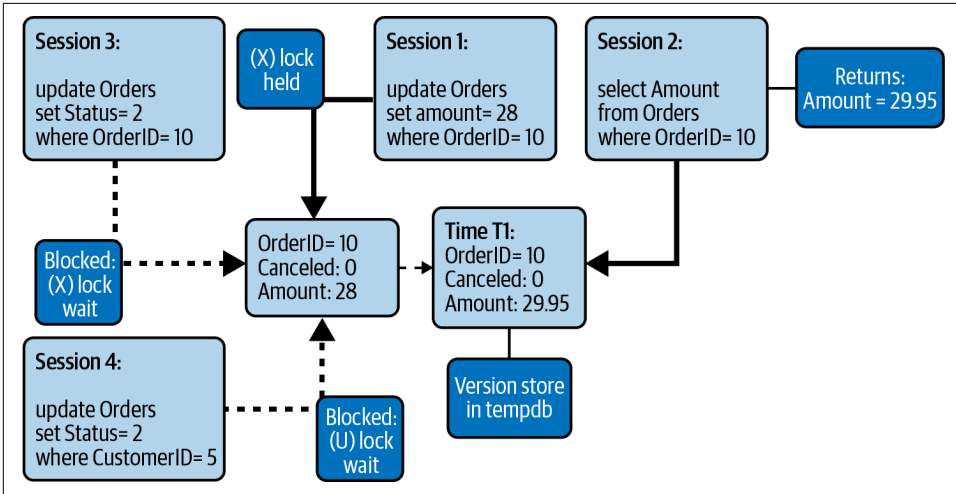 Session 3:
update Orders
set Status= 2
where OrderID= 10
(X) lock
held
Session 1:
update Orders
set amount= 28
where OrderID= 10
Session 2:
select Amount
from Orders
where OrderID= 10
Returns:
Amount = 29.95
Blocked:
(X) lock
wait
OrderID= 10
Canceled: 0
Amount: 28
Time T1:
OrderID= 10
Canceled: 0
Amount: 29.95
Session 4:
update Orders
set Status= 2
where CustomerID= 5
Blocked:
(U) lock
wait
Version store
in tempdb